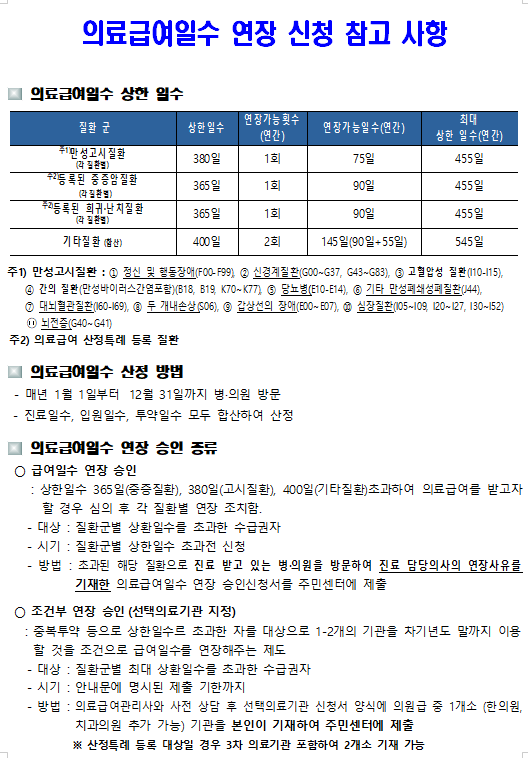 의료급여일수 연장 신청 참고 사항
의료급여일수 상한 일수
질환 군 상한일수 연장가능횟수 (연간) 연장가능일수(연간) 최대 상한 일수(연간)
주1)만성고시질환 (각 질환별) 380일 1회 75일 455일
주2)등록된 중증암질환 (각 질환별) 365일 1회 90일 455일
주2)등록된 희귀·난치질환 (각 질환별) 365일 1회 90일 455일
기타질환 (합산) 400일 2회 145일(90일+55일) 545일
주1) 만성고시질환 : ① 정신 및 행동장애(F00-F99), ② 신경계질환(G00~G37, G43~G83), ③ 고혈압성 질환(I10-I15),
④ 간의 질환(만성바이러스간염포함)(B18, B19, K70~K77), ⑤ 당뇨병(E10-E14), ⑥ 기타 만성폐쇄성폐질환(J44),
⑦ 대뇌혈관질환(I60-I69), ⑧ 두 개내손상(S06), ⑨ 갑상선의 장애(E00~E07), ⑩ 심장질환(I05~I09, I20~I27, I30~I52)
⑪ 뇌전증(G40~G41)
주2) 의료급여 산정특례 등록 질환
의료급여일수 산정 방법
- 매년 1월 1일부터 12월 31일까지 병·의원 방문
- 진료일수, 입원일수, 투약일수 모두 합산하여 산정
의료급여일수 연장 승인 종류
○ 급여일수 연장 승인
: 상한일수 365일(중증질환), 380일(고시질환), 400일(기타질환)초과하여 의료급여를 받고자
할 경우 심의 후 각 질환별 연장 조치함.
- 대상 : 질환군별 상환일수를 초과한 수급권자
- 시기 : 질환군별 상한일수 초과전 신청
- 방법 : 초과된 해당 질환으로 진료 받고 있는 병·의원을 방문하여 진료 담당의사의 연장사유를
기재한 의료급여일수 연장 승인신청서를 주민센터에 제출
○ 조건부 연장 승인 (선택의료기관 지정)
: 중복투약 등으로 상한일수르 초과한 자를 대상으로 1-2개의 기관을 차기년도 말까지 이용
할 것을 조건으로 급여일수를 연장해주는 제도
- 대상 : 질환군별 최대 상환일수를 초과한 수급권자
- 시기 : 안내문에 명시된 제출 기한까지
- 방법 : 의료급여관리사와 사전 상담 후 선택의료기관 신청서 양식에 의원급 중 1개소 (한의원,
치과의원 추가 가능) 기관을 본인이 기재하여 주민센터에 제출
※ 산정특례 등록 대상일 경우 3차 의료기관 포함하여 2개소 기재 가능